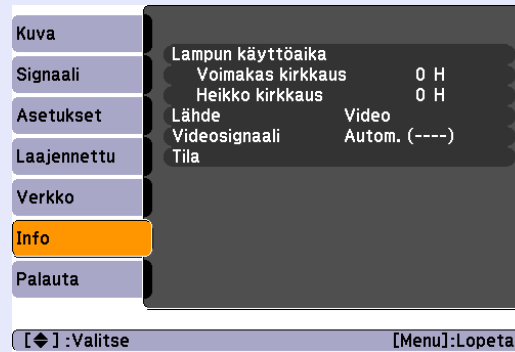 Kuva
Signaali
Asetukset
Laajennettu
Verkko
Info
Palauta
Lampun käyttöaika
Voimakas kirkkaus 0 H
Heikko kirkkaus 0 H
Lähde Video
Videosignaali Autom. (----)
Tila
[◆] :Valitse [Menu]:Lopeta